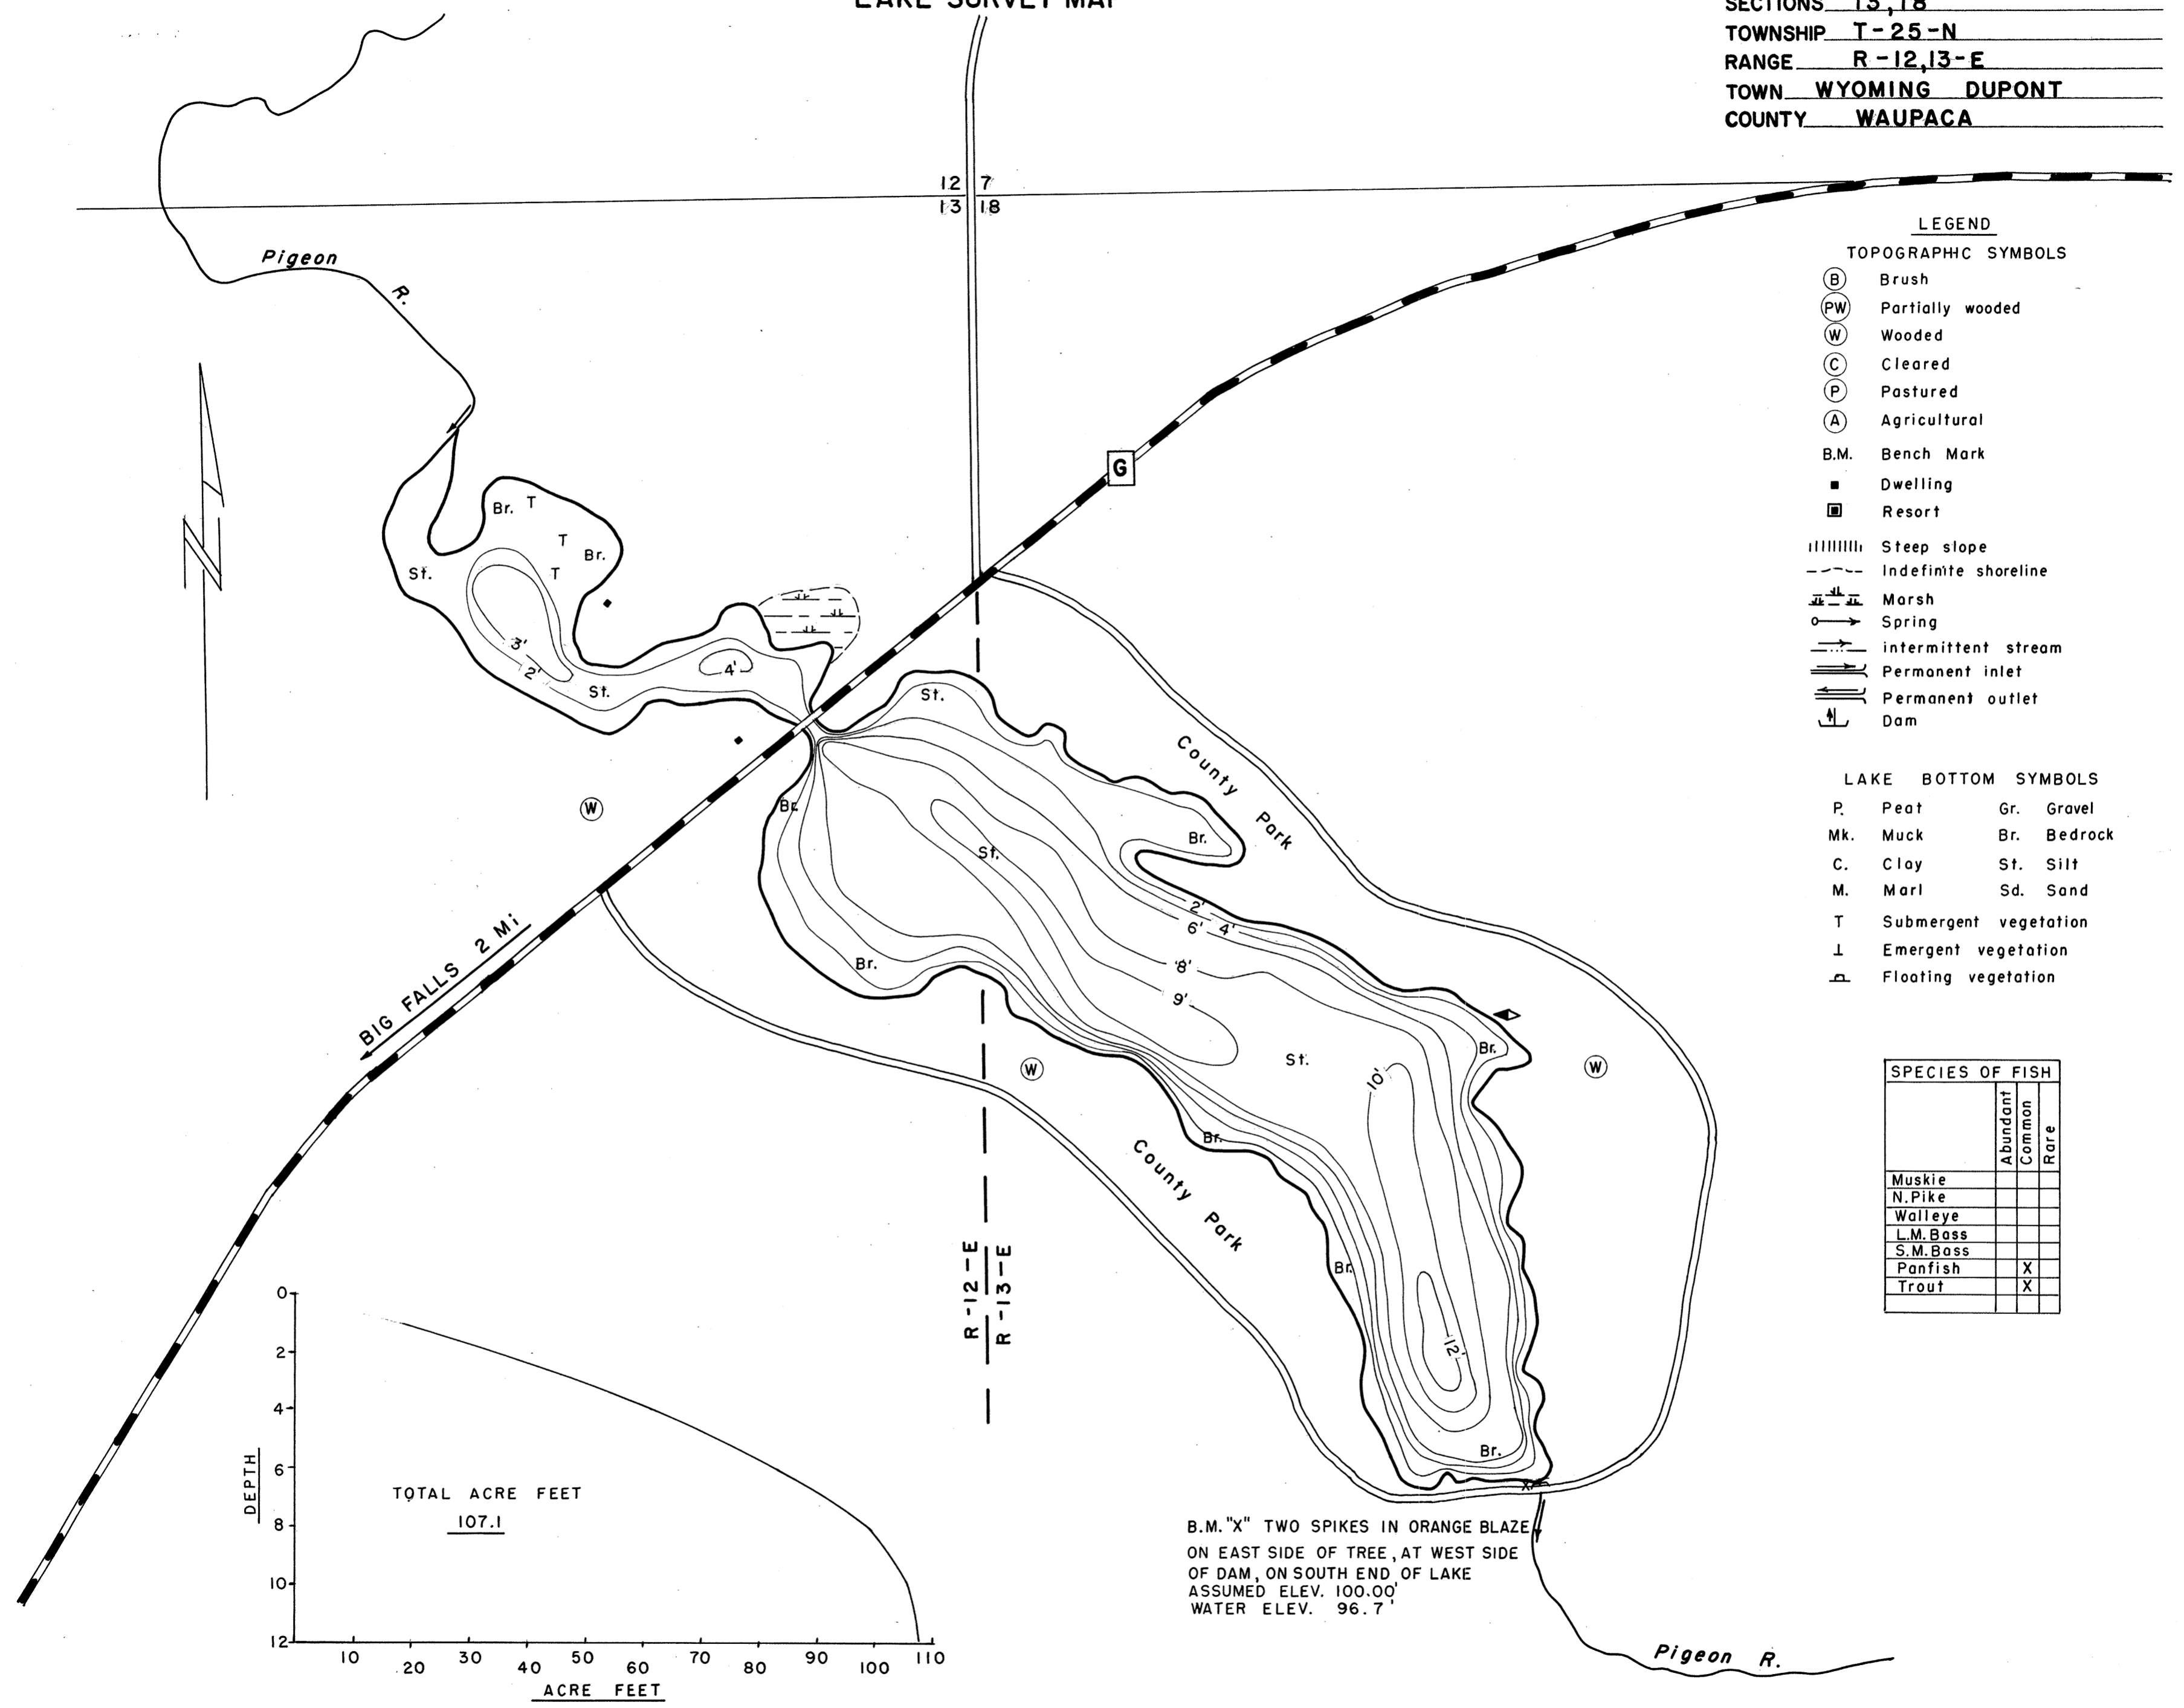 LAKE SURVEY MAP
SECTIONS 13,18
TOWNSHIP T-25-N
RANGE R-12,13-E
TOWN WYOMING DUPONT
COUNTY WAUPACA
12 7
13 18
Pigeon
R.
G
LEGEND
TOPOGRAPHIC SYMBOLS
B Brush
PW Partially wooded
W Wooded
C Cleared
P Pastured
A Agricultural
B.M. Bench Mark
Dwelling
Resort
Steep slope
Indefinite shoreline
Marsh
Spring
intermittent stream
Permanent inlet
Permanent outlet
Dam
LAKE BOTTOM SYMBOLS
P. Peat Gr. Gravel
Mk. Muck Br. Bedrock
C. Clay St. Silt
M. Marl Sd. Sand
T Submergent vegetation
⊥ Emergent vegetation
Floating vegetation
SPECIES OF FISH
Abundant
Common
Rare
Muskie
N.Pike
Walleye
L.M.Bass
S.M.Bass
Panfish X
Trout X
N
Br. T
T
Br.
T
St.
3'
2'
St.
4'
St.
County Park
Br.
W
St.
Br.
2'
6' 4'
8'
9'
Br.
BIG FALLS 2 Mi
Br.
St.
W
W
10'
Br.
County Park
Br.
12'
Br.
R-12-E
R-13-E
X
0
2
4
6
8
10
12
DEPTH
TOTAL ACRE FEET
107.1
10 20 30 40 50 60 70 80 90 100 110
ACRE FEET
B.M. "X" TWO SPIKES IN ORANGE BLAZE
ON EAST SIDE OF TREE, AT WEST SIDE
OF DAM, ON SOUTH END OF LAKE
ASSUMED ELEV. 100.00'
WATER ELEV. 96.7'
Pigeon R.